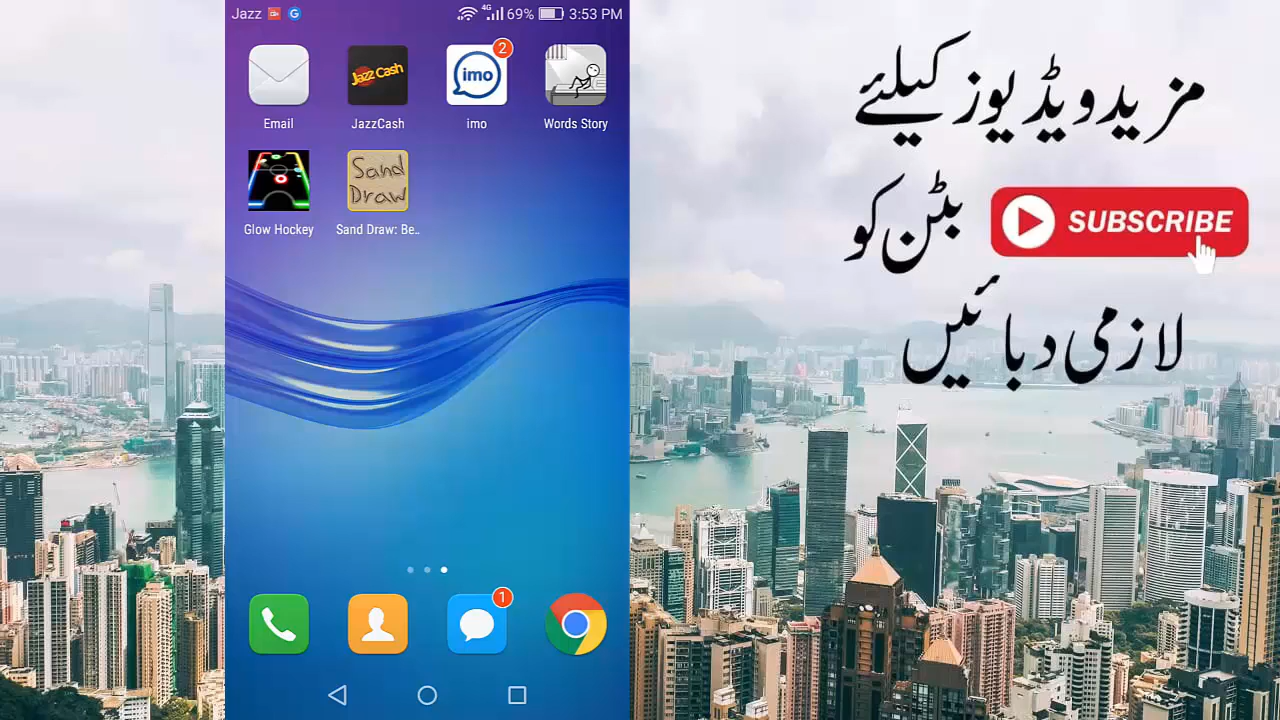 Jazz 4G 69% 3:53 PM
JazzCash imo 2
Email JazzCash imo Words Story
Sand
Draw
Glow Hockey Sand Draw: Be..
1
مزید ویڈیوز کیلئے
SUBSCRIBE بٹن کو
لازمی دبائیں